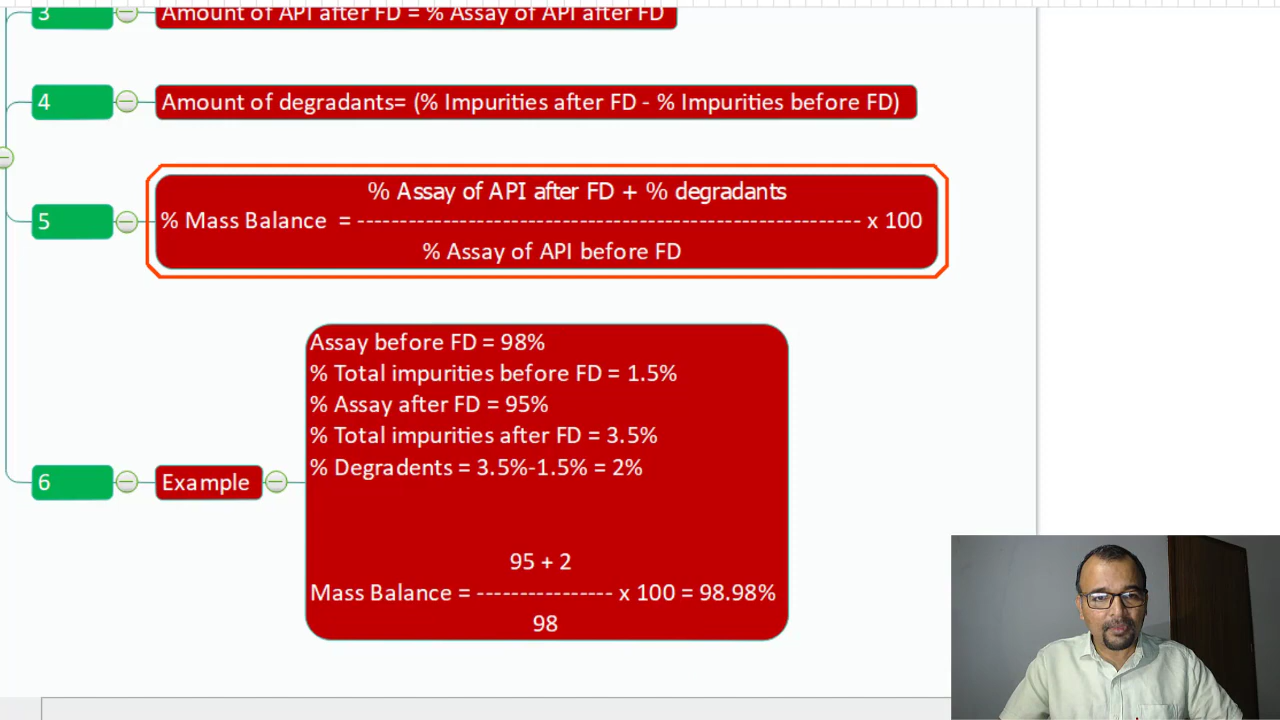 3
Amount of API after FD = % Assay of API after FD
4
Amount of degradants= (% Impurities after FD - % Impurities before FD)
5
% Assay of API after FD + % degradants
% Mass Balance = ----------------------------------------------------------- x 100
% Assay of API before FD
6
Example
Assay before FD = 98%
% Total impurities before FD = 1.5%
% Assay after FD = 95%
% Total impurities after FD = 3.5%
% Degradents = 3.5%-1.5% = 2%
95 + 2
Mass Balance = ---------------- x 100 = 98.98%
98